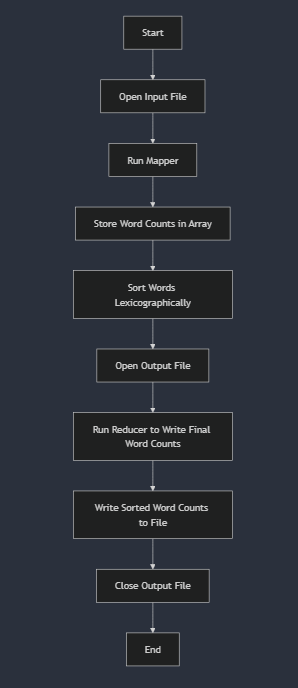 Start
Open Input File
Run Mapper
Store Word Counts in Array
Sort Words
Lexicographically
Open Output File
Run Reducer to Write Final
Word Counts
Write Sorted Word Counts
to File
Close Output File
End